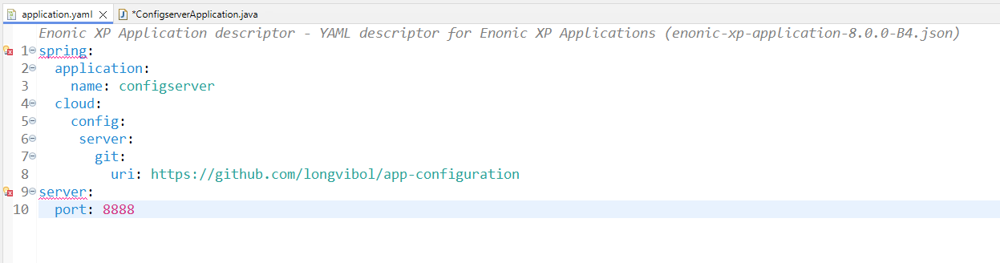 application.yaml
*ConfigserverApplication.java
Enonic XP Application descriptor - YAML descriptor for Enonic XP Applications (enonic-xp-application-8.0.0-B4.json)
1 spring:
2   application:
3     name: configserver
4   cloud:
5     config:
6      server:
7        git:
8          uri: https://github.com/longvibol/app-configuration
9 server:
10   port: 8888